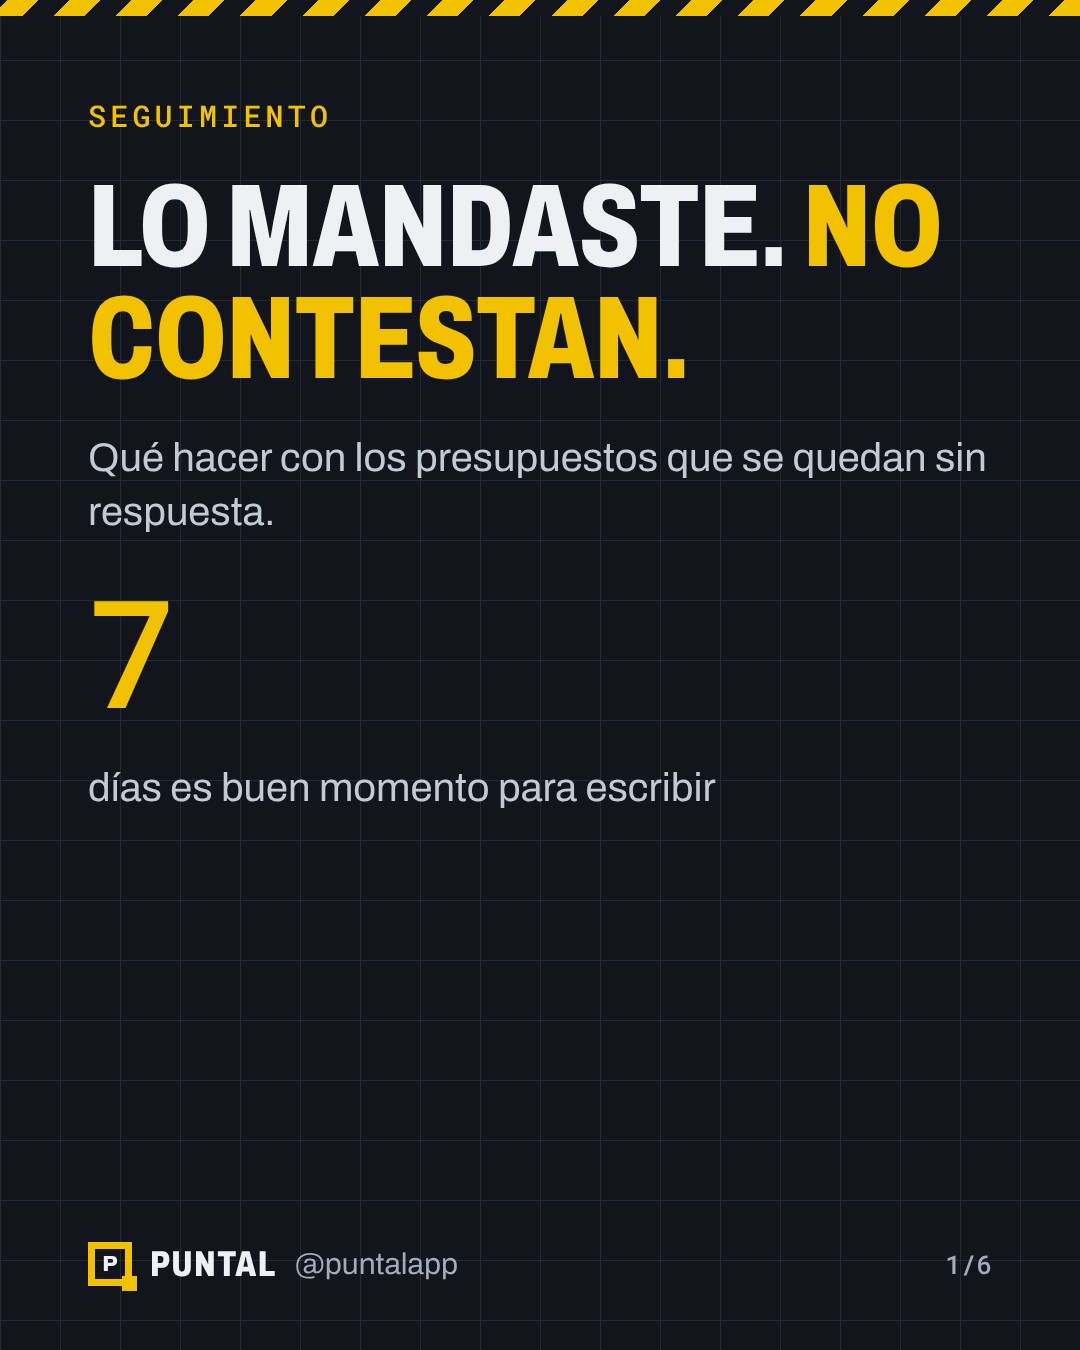 SEGUIMIENTO
LO MANDASTE. NO
CONTESTAN.
Qué hacer con los presupuestos que se quedan sin
respuesta.
7
días es buen momento para escribir
P PUNTAL @puntalapp 1/6